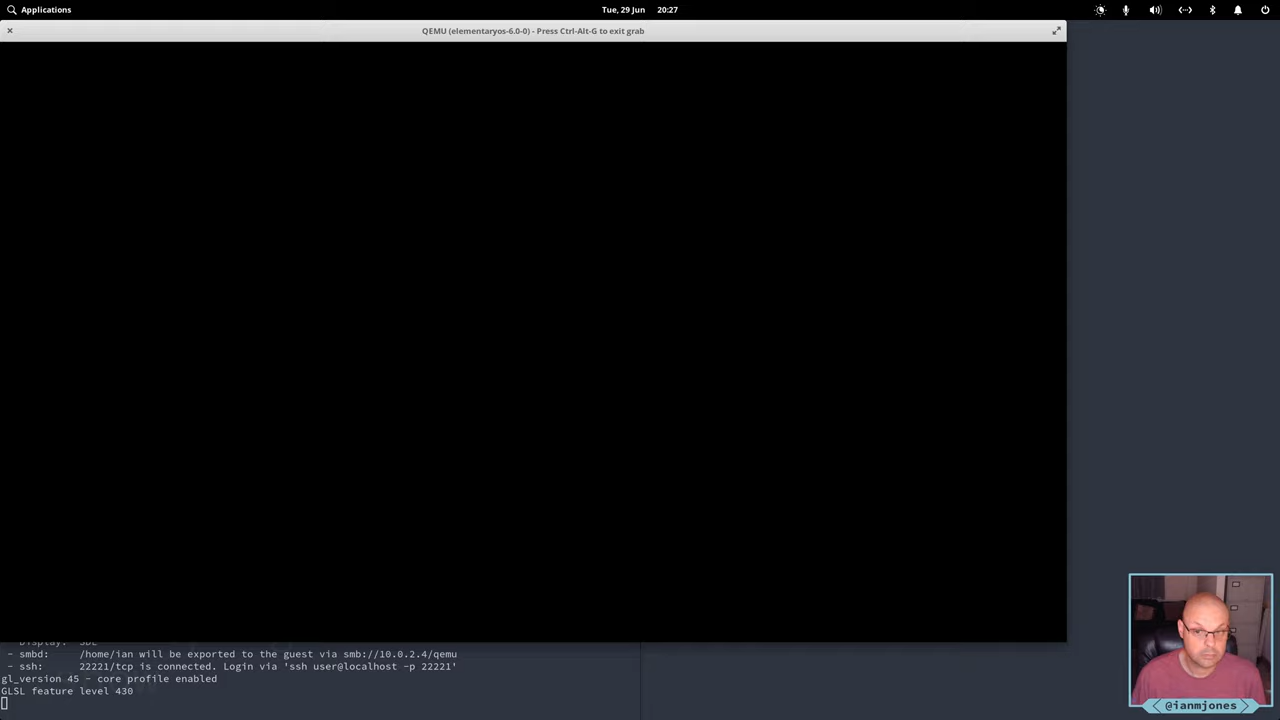 Applications
Tue, 29 Jun 20:27
QEMU (elementaryos-6.0-0) - Press Ctrl-Alt-G to exit grab
- smbd: /home/ian will be exported to the guest via smb://10.0.2.4/qemu
- ssh: 22221/tcp is connected. Login via 'ssh user@localhost -p 22221'
gl_version 45 - core profile enabled
GLSL feature level 430
@ianmjones